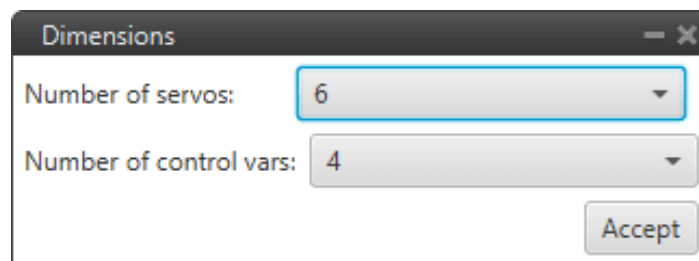 Dimensions
Number of servos: 6
Number of control vars: 4
Accept